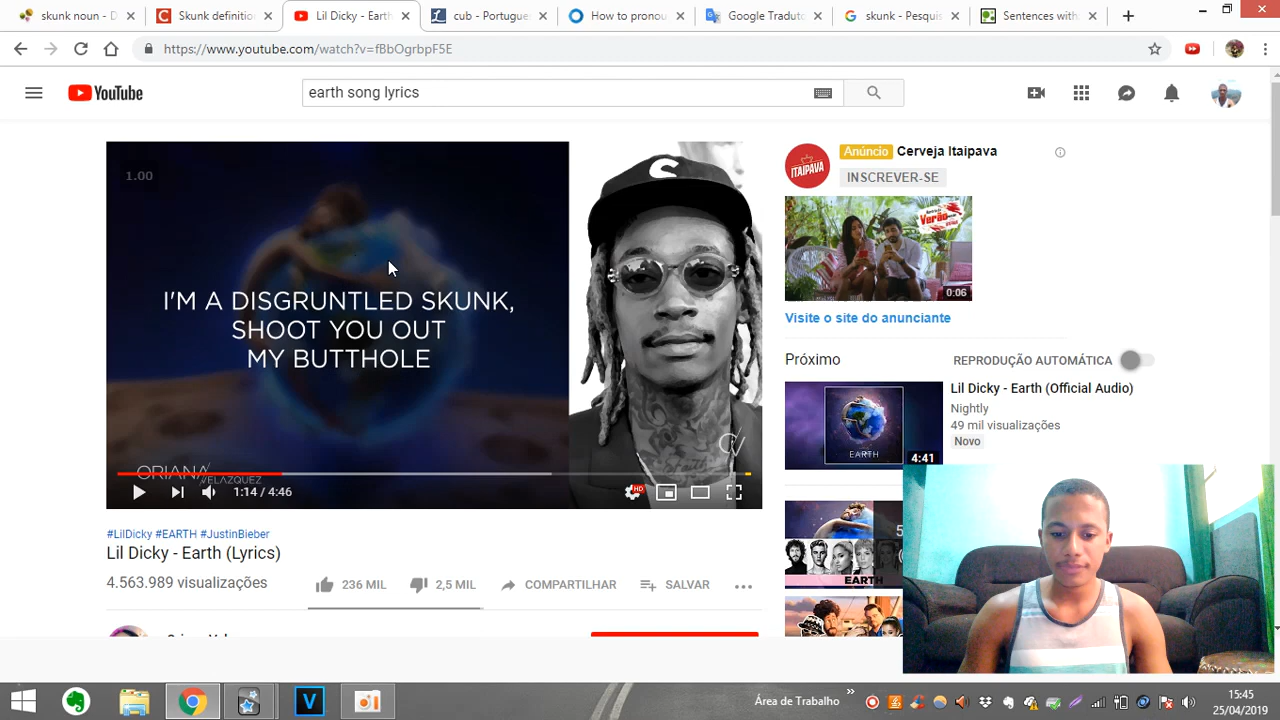 skunk noun - D
Skunk definitio
Lil Dicky - Earth
cub - Portugue
How to pronou
Google Traduto
skunk - Pesquis
Sentences with
https://www.youtube.com/watch?v=fBbOgrbpF5E
YouTube
earth song lyrics
1.00
I'M A DISGRUNTLED SKUNK,
SHOOT YOU OUT
MY BUTTHOLE
ORIANA
VELAZQUEZ
1:14 / 4:46
HD
#LilDicky #EARTH #JustinBieber
Lil Dicky - Earth (Lyrics)
4.563.989 visualizações
236 MIL
2,5 MIL
COMPARTILHAR
SALVAR
ITAIPAVA
Anúncio Cerveja Itaipava
INSCREVER-SE
Verão
0:06
Visite o site do anunciante
Próximo
REPRODUÇÃO AUTOMÁTICA
EARTH
4:41
Lil Dicky - Earth (Official Audio)
Nightly
49 mil visualizações
Novo
EARTH
Área de Trabalho
15:45
25/04/2019